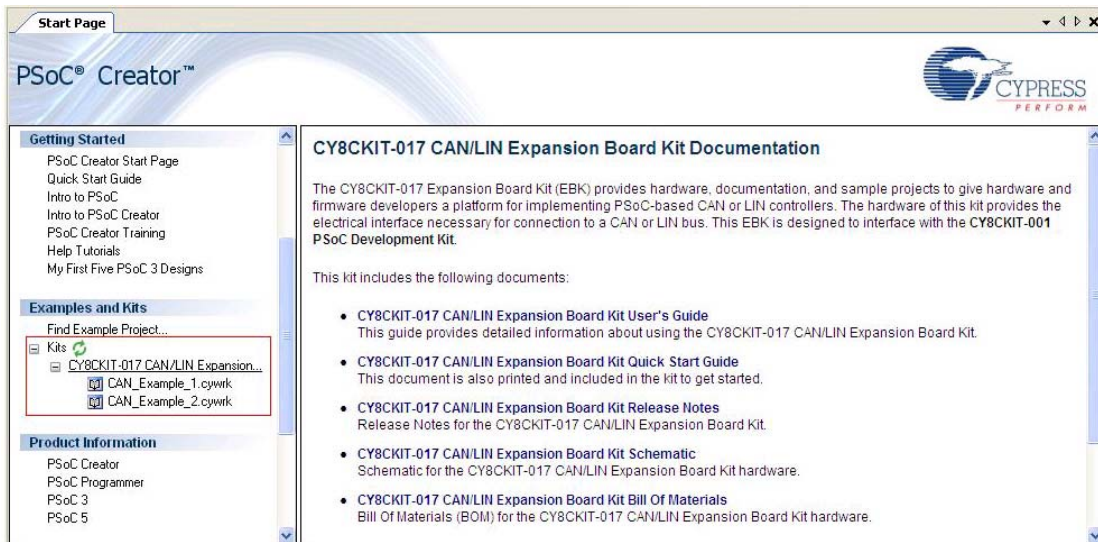 Start Page
PSoC® Creator™
CYPRESS
PERFORM
Getting Started
PSoC Creator Start Page
Quick Start Guide
Intro to PSoC
Intro to PSoC Creator
PSoC Creator Training
Help Tutorials
My First Five PSoC 3 Designs
Examples and Kits
Find Example Project...
Kits
CY8CKIT-017 CAN/LIN Expansion...
CAN_Example_1.cywrk
CAN_Example_2.cywrk
Product Information
PSoC Creator
PSoC Programmer
PSoC 3
PSoC 5
CY8CKIT-017 CAN/LIN Expansion Board Kit Documentation
The CY8CKIT-017 Expansion Board Kit (EBK) provides hardware, documentation, and sample projects to give hardware and
firmware developers a platform for implementing PSoC-based CAN or LIN controllers. The hardware of this kit provides the
electrical interface necessary for connection to a CAN or LIN bus. This EBK is designed to interface with the CY8CKIT-001
PSoC Development Kit.
This kit includes the following documents:
• CY8CKIT-017 CAN/LIN Expansion Board Kit User's Guide
This guide provides detailed information about using the CY8CKIT-017 CAN/LIN Expansion Board Kit.
• CY8CKIT-017 CAN/LIN Expansion Board Kit Quick Start Guide
This document is also printed and included in the kit to get started.
• CY8CKIT-017 CAN/LIN Expansion Board Kit Release Notes
Release Notes for the CY8CKIT-017 CAN/LIN Expansion Board Kit.
• CY8CKIT-017 CAN/LIN Expansion Board Kit Schematic
Schematic for the CY8CKIT-017 CAN/LIN Expansion Board Kit hardware.
• CY8CKIT-017 CAN/LIN Expansion Board Kit Bill Of Materials
Bill Of Materials (BOM) for the CY8CKIT-017 CAN/LIN Expansion Board Kit hardware.